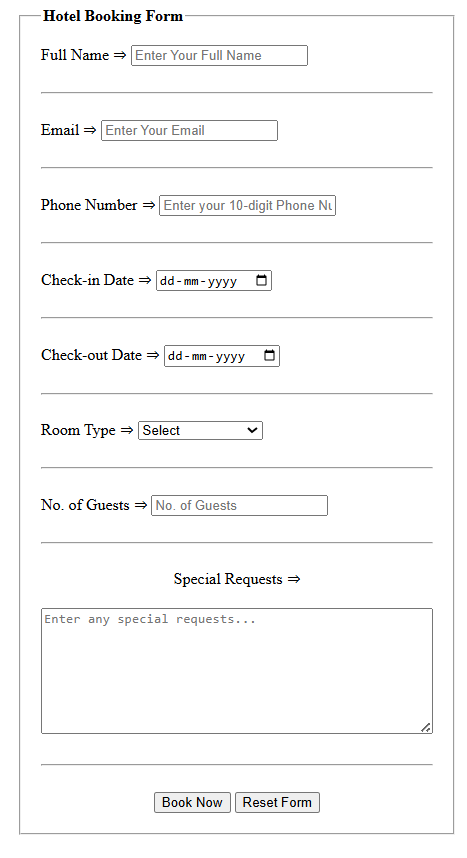 Hotel Booking Form
Full Name ⇒ Enter Your Full Name
Email ⇒ Enter Your Email
Phone Number ⇒ Enter your 10-digit Phone Nu
Check-in Date ⇒ dd-mm-yyyy
Check-out Date ⇒ dd-mm-yyyy
Room Type ⇒ Select
No. of Guests ⇒ No. of Guests
Special Requests ⇒
Enter any special requests...
Book Now Reset Form